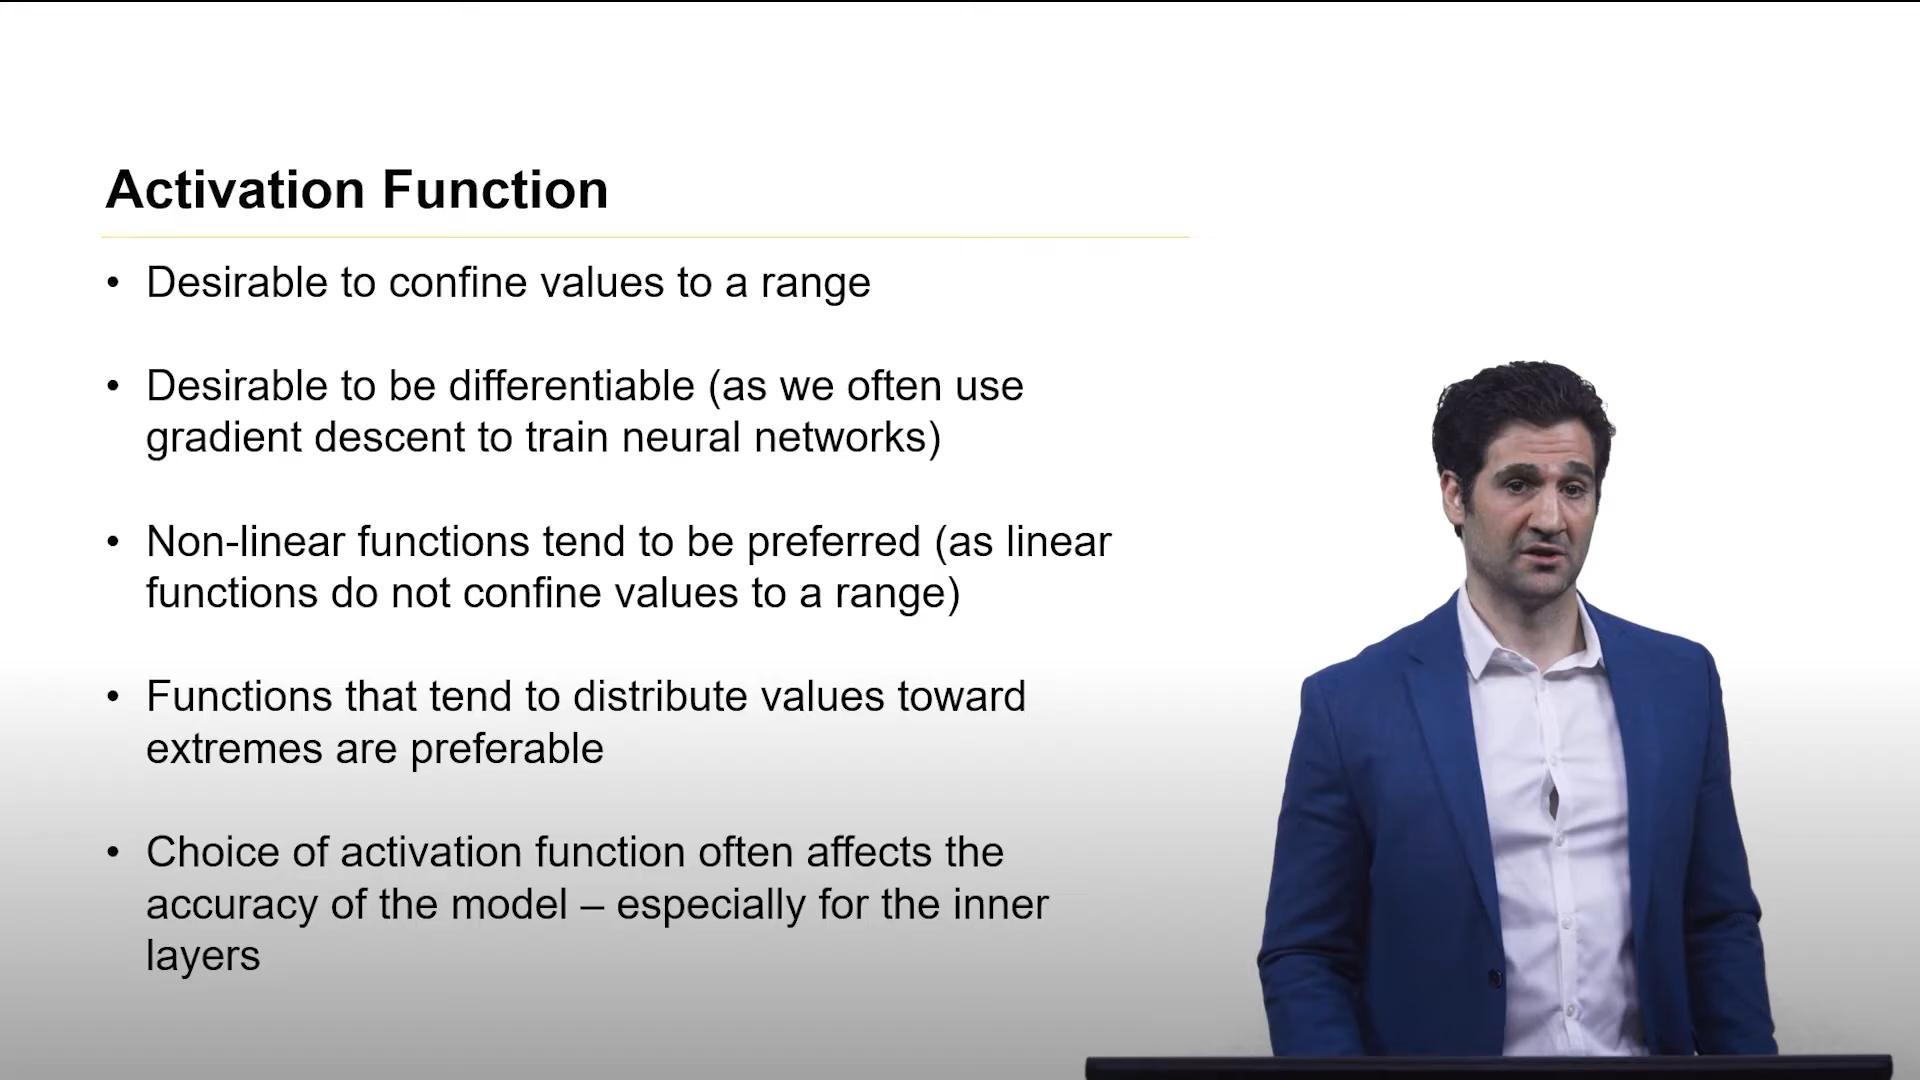 Activation Function
• Desirable to confine values to a range
• Desirable to be differentiable (as we often use
gradient descent to train neural networks)
• Non-linear functions tend to be preferred (as linear
functions do not confine values to a range)
• Functions that tend to distribute values toward
extremes are preferable
• Choice of activation function often affects the
accuracy of the model – especially for the inner
layers